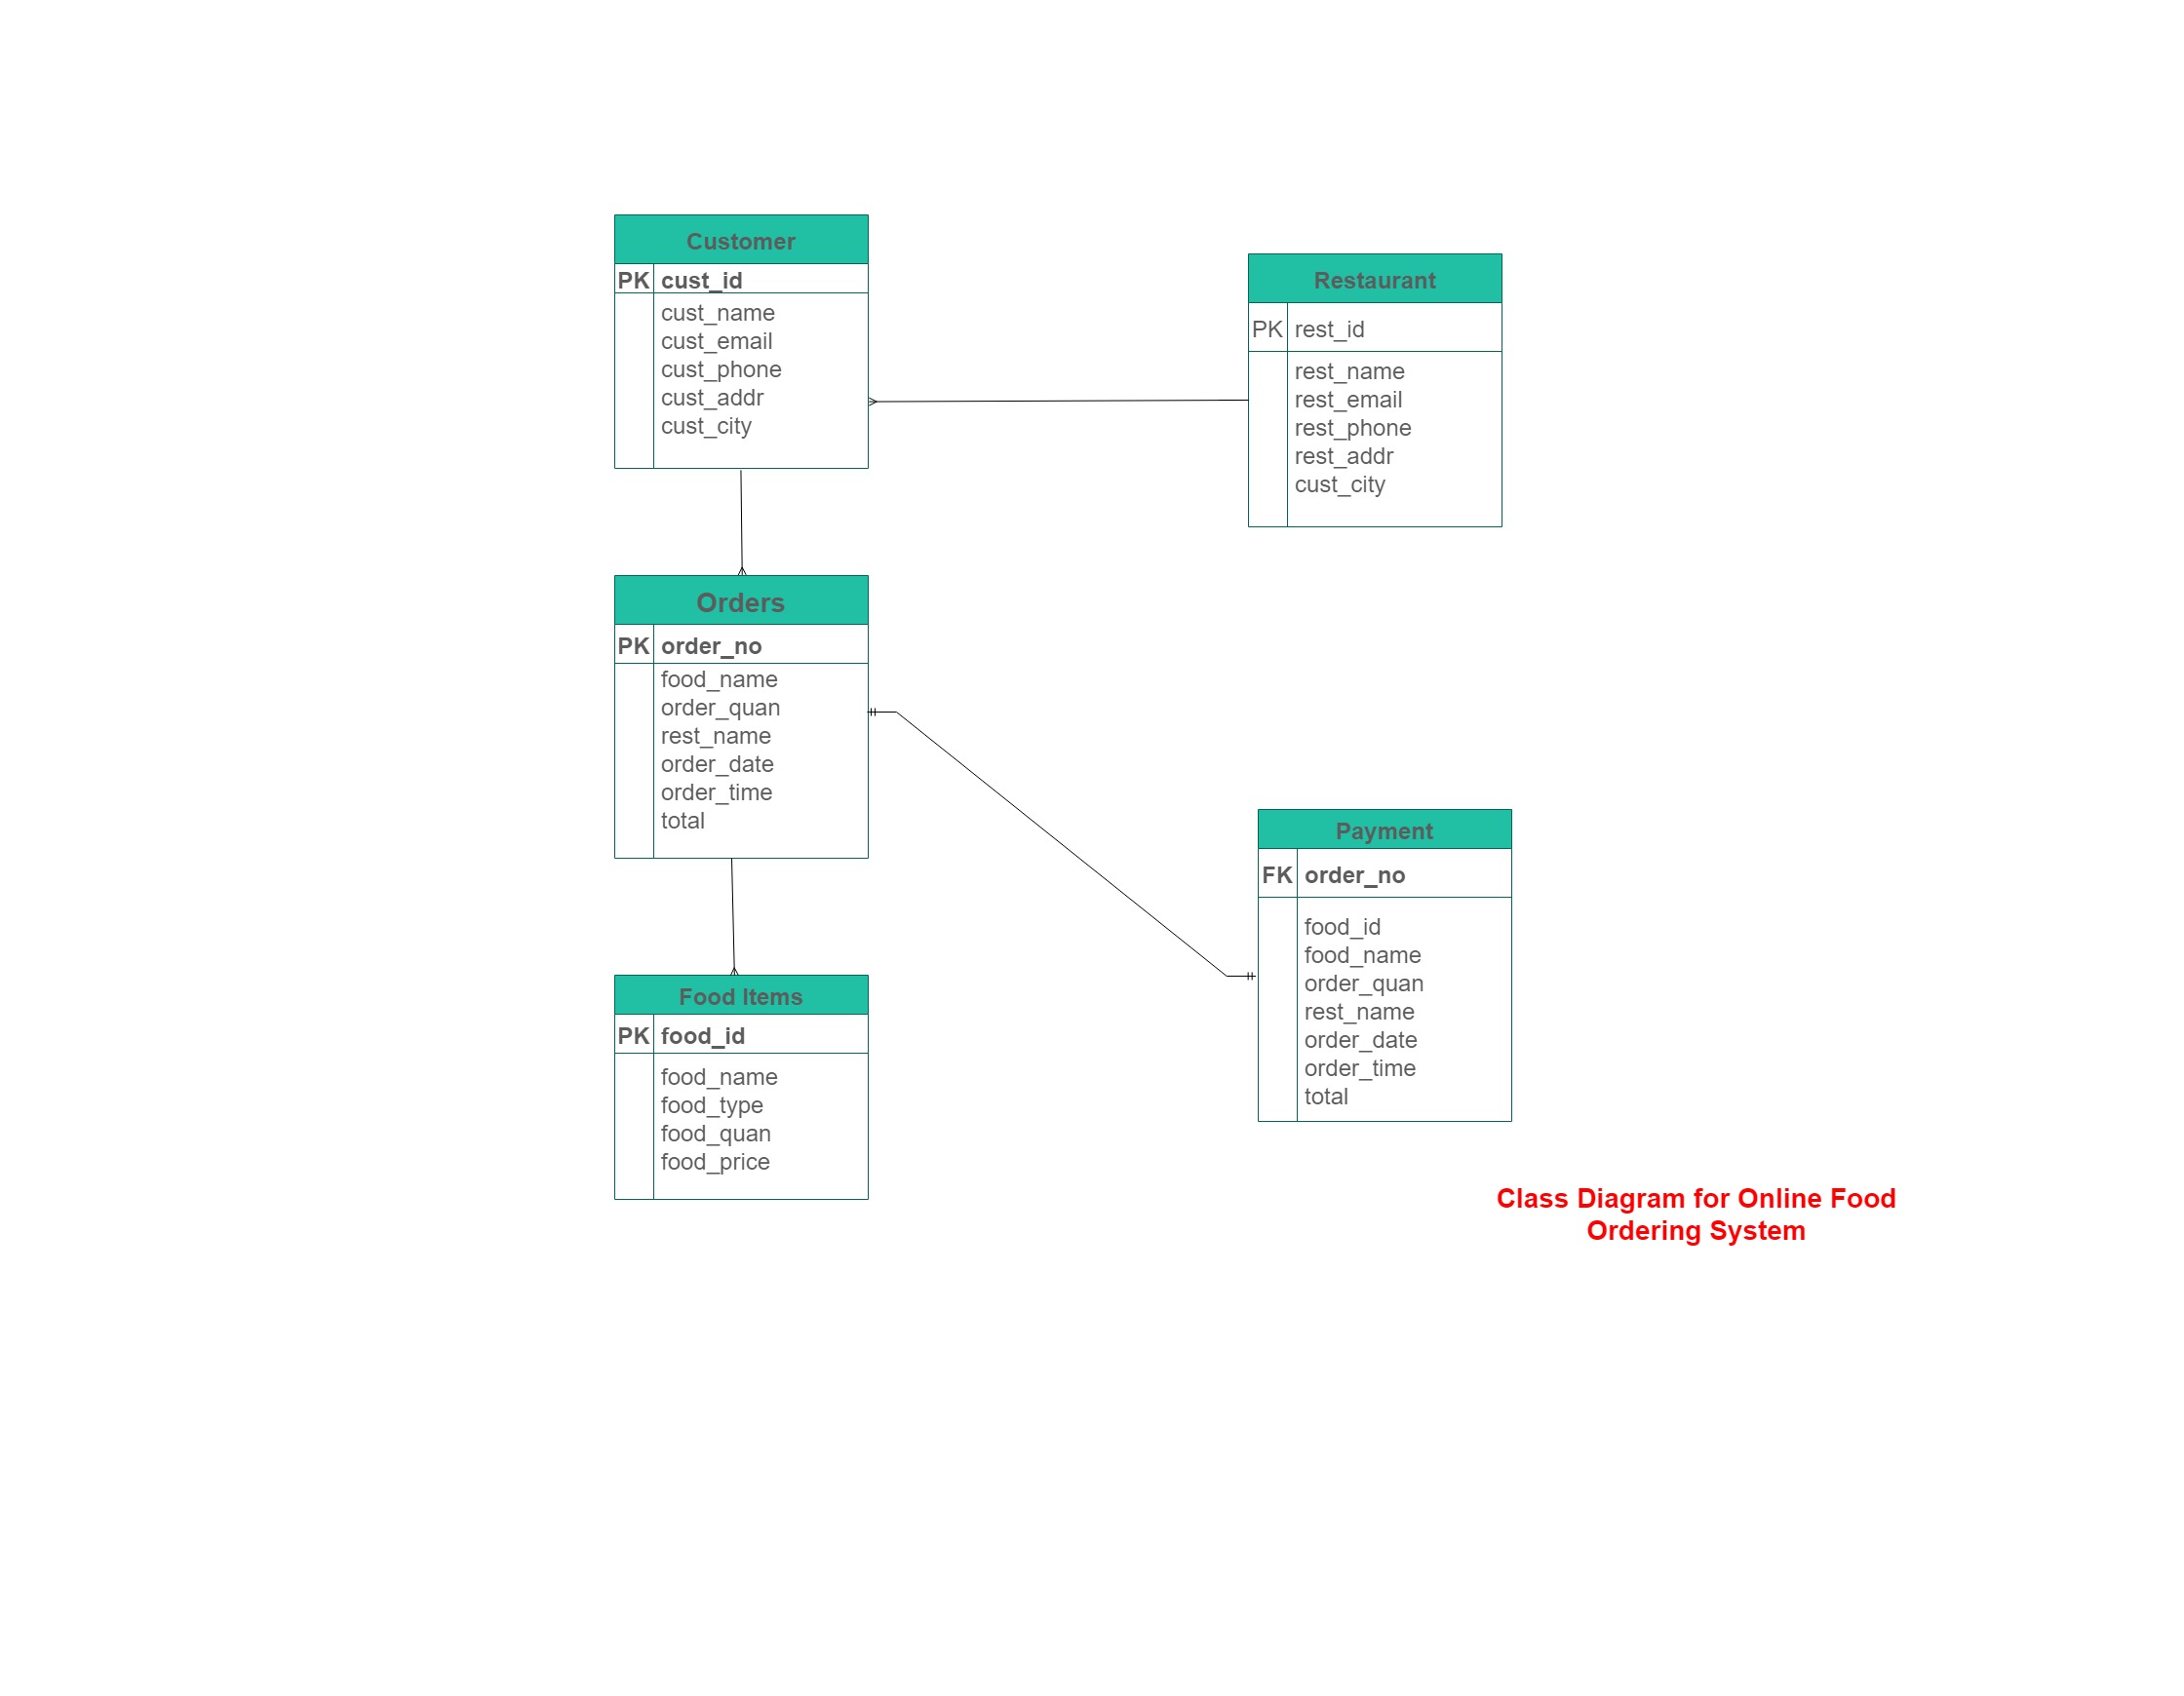 Customer
PK cust_id
cust_name
cust_email
cust_phone
cust_addr
cust_city
Restaurant
PK rest_id
rest_name
rest_email
rest_phone
rest_addr
cust_city
Orders
PK order_no
food_name
order_quan
rest_name
order_date
order_time
total
Payment
FK order_no
food_id
food_name
order_quan
rest_name
order_date
order_time
total
Food Items
PK food_id
food_name
food_type
food_quan
food_price
Class Diagram for Online Food
Ordering System